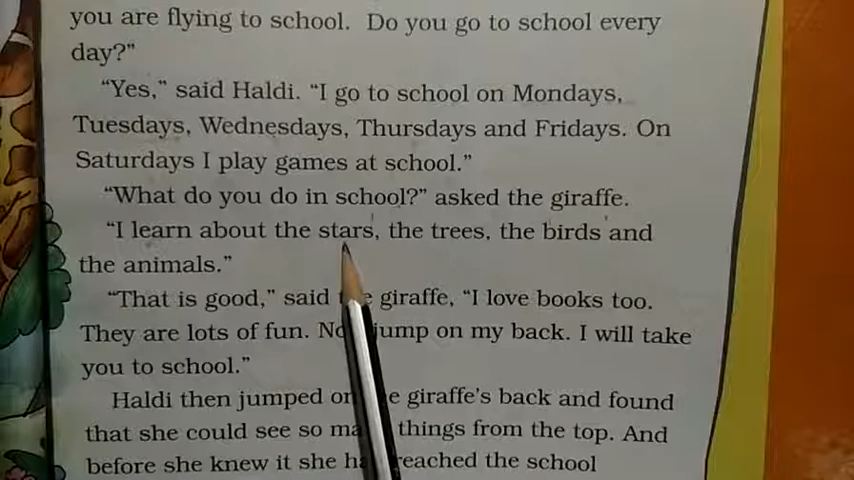 you are flying to school. Do you go to school every
day?”
“Yes,” said Haldi. “I go to school on Mondays,
Tuesdays, Wednesdays, Thursdays and Fridays. On
Saturdays I play games at school.”
“What do you do in school?” asked the giraffe.
“I learn about the stars, the trees, the birds and
the animals.”
“That is good,” said giraffe, “I love books too.
They are lots of fun. jump on my back. I will take
you to school.”
Haldi then jumped giraffe’s back and found
that she could see so things from the top. And
before she knew it she reached the school